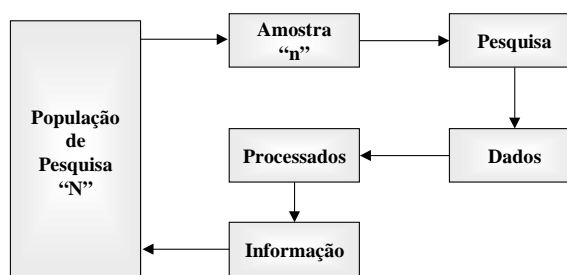 População
de
Pesquisa
“N”
Amostra
“n”
Pesquisa
Dados
Processados
Informação